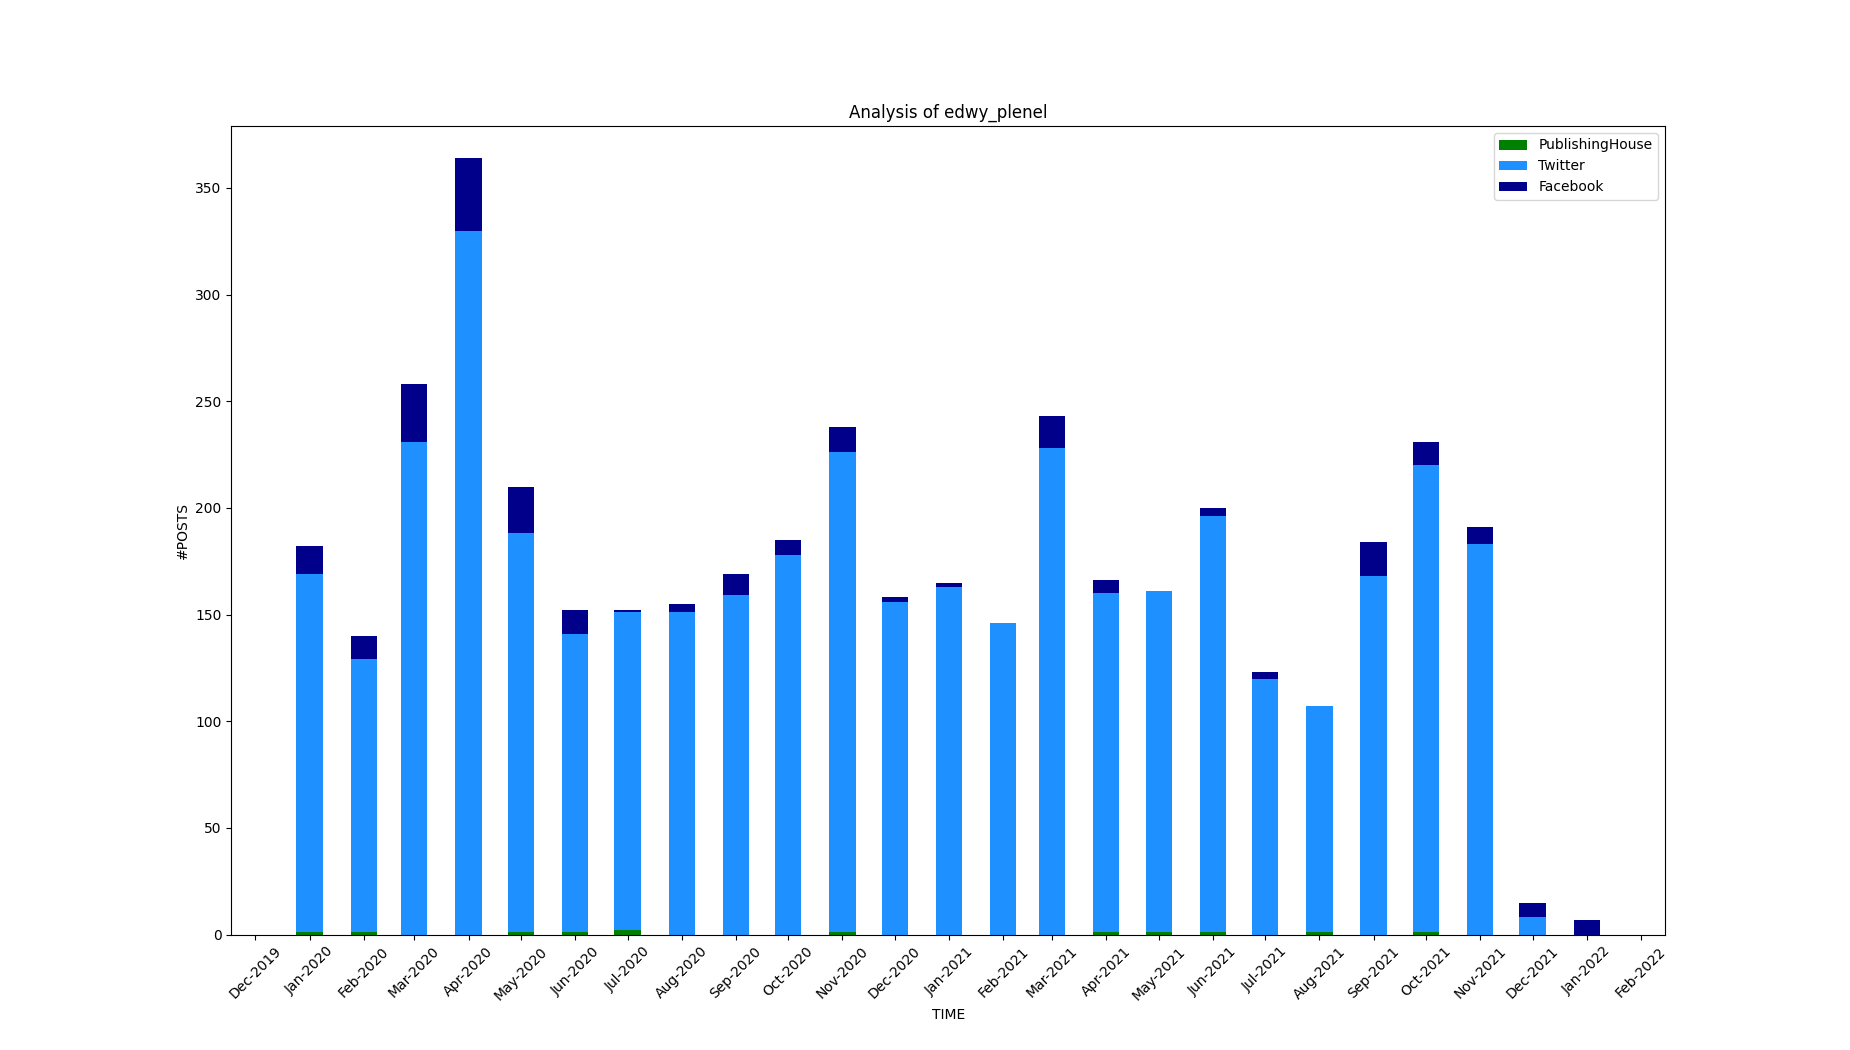 Analysis of edwy_plenel
PublishingHouse
Twitter
Facebook
#POSTS
350
300
250
200
150
100
50
0
Dec-2019
Jan-2020
Feb-2020
Mar-2020
Apr-2020
May-2020
Jun-2020
Jul-2020
Aug-2020
Sep-2020
Oct-2020
Nov-2020
Dec-2020
Jan-2021
Feb-2021
Mar-2021
Apr-2021
May-2021
Jun-2021
Jul-2021
Aug-2021
Sep-2021
Oct-2021
Nov-2021
Dec-2021
Jan-2022
Feb-2022
TIME